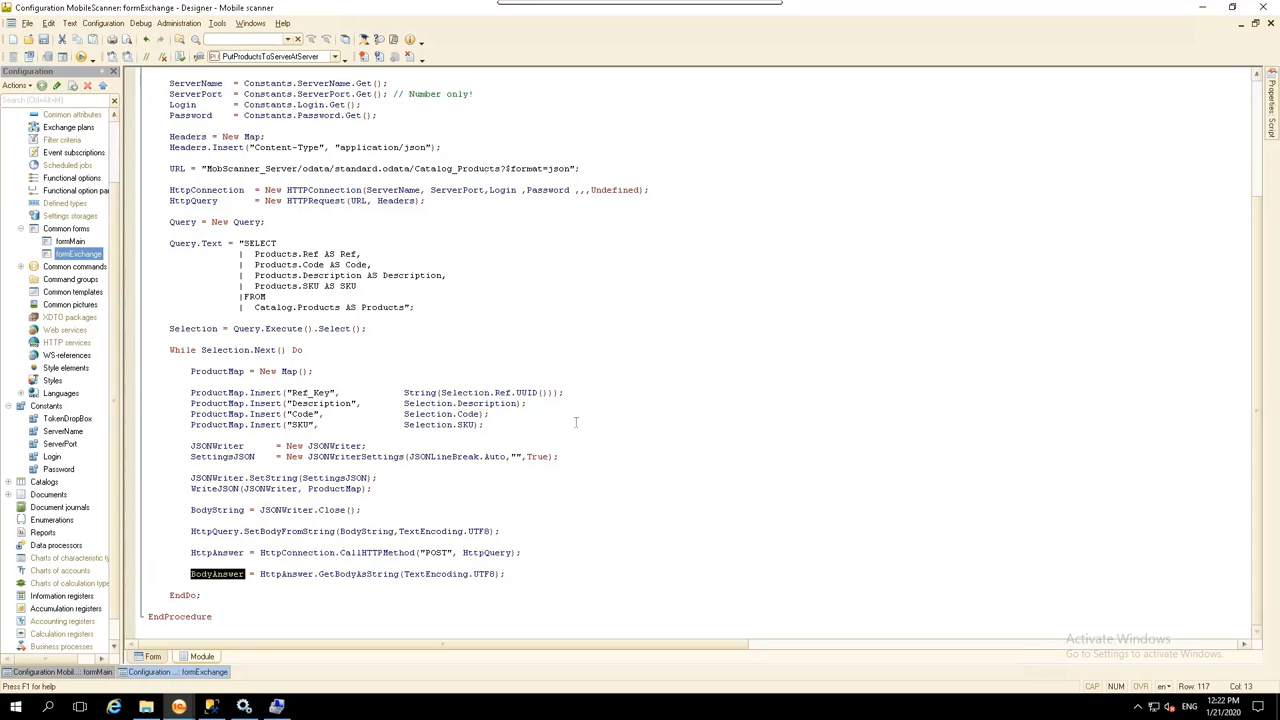 Configuration MobileScanner: formExchange - Designer - Mobile scanner
File Edit Text Configuration Debug Administration Tools Windows Help
PutProductsToServerAtServer
Configuration
Actions
Search (Ctrl+Alt+M)
Common attributes
Exchange plans
Filter criteria
Event subscriptions
Scheduled jobs
Functional options
Functional option pa
Defined types
Settings storages
Common forms
formMain
formExchange
Common commands
Command groups
Common templates
Common pictures
XDTO packages
Web services
HTTP services
WS-references
Style elements
Styles
Languages
Constants
TokenDropBox
ServerName
ServerPort
Login
Password
Catalogs
Documents
Document journals
Enumerations
Reports
Data processors
Charts of characteristic ty
Charts of accounts
Charts of calculation type
Information registers
Accumulation registers
Accounting registers
Calculation registers
Business processes
ServerName = Constants.ServerName.Get();
ServerPort = Constants.ServerPort.Get(); // Number only!
Login = Constants.Login.Get();
Password = Constants.Password.Get();
Headers = New Map;
Headers.Insert("Content-Type", "application/json");
URL = "MobScanner_Server/odata/standard.odata/Catalog_Products?$format=json";
HttpConnection = New HTTPConnection(ServerName, ServerPort,Login ,Password ,,,Undefined);
HttpQuery = New HTTPRequest(URL, Headers);
Query = New Query;
Query.Text = "SELECT
| Products.Ref AS Ref,
| Products.Code AS Code,
| Products.Description AS Description,
| Products.SKU AS SKU
|FROM
| Catalog.Products AS Products";
Selection = Query.Execute().Select();
While Selection.Next() Do
ProductMap = New Map();
ProductMap.Insert("Ref_Key", String(Selection.Ref.UUID()));
ProductMap.Insert("Description", Selection.Description);
ProductMap.Insert("Code", Selection.Code);
ProductMap.Insert("SKU", Selection.SKU);
JSONWriter = New JSONWriter;
SettingsJSON = New JSONWriterSettings(JSONLineBreak.Auto,"",True);
JSONWriter.SetString(SettingsJSON);
WriteJSON(JSONWriter, ProductMap);
BodyString = JSONWriter.Close();
HttpQuery.SetBodyFromString(BodyString,TextEncoding.UTF8);
HttpAnswer = HttpConnection.CallHTTPMethod("POST", HttpQuery);
BodyAnswer = HttpAnswer.GetBodyAsString(TextEncoding.UTF8);
EndDo;
EndProcedure
Properties: Script
Activate Windows
Go to Settings to activate Windows.
Form Module
Configuration Mobil...: formMain Configuration ...: formExchange
Press F1 for help CAP NUM OVR en Row: 117 Col: 13
ENG
12:22 PM
1/21/2020